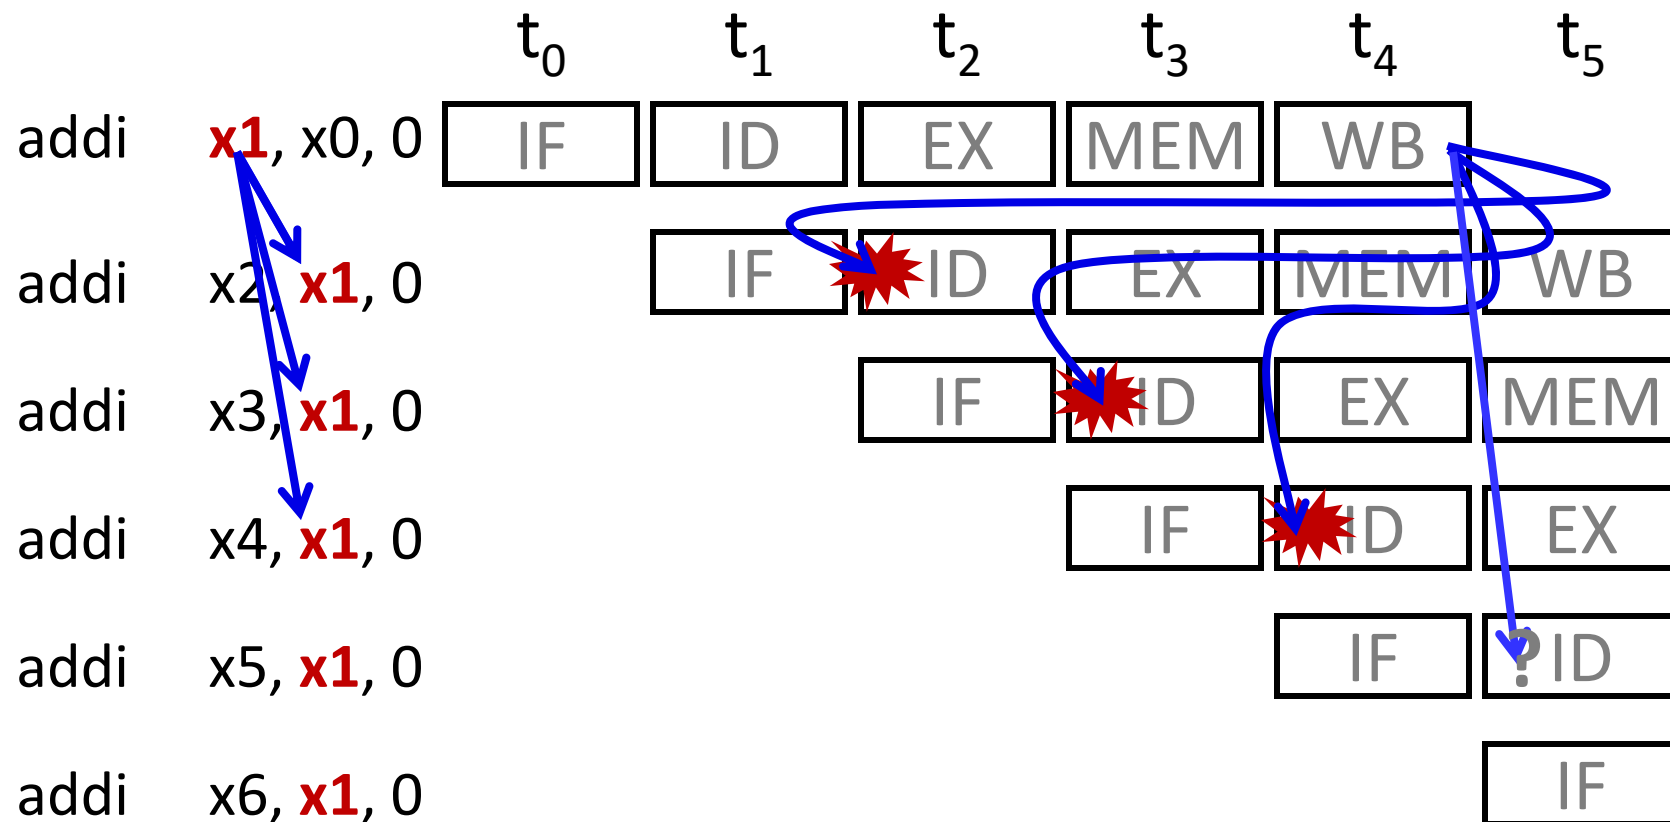 t0 t1 t2 t3 t4 t5
addi x1, x0, 0 IF ID EX MEM WB
addi x2, x1, 0 IF ID EX MEM WB
addi x3, x1, 0 IF ID EX MEM
addi x4, x1, 0 IF ID EX
addi x5, x1, 0 IF ? ID
addi x6, x1, 0 IF